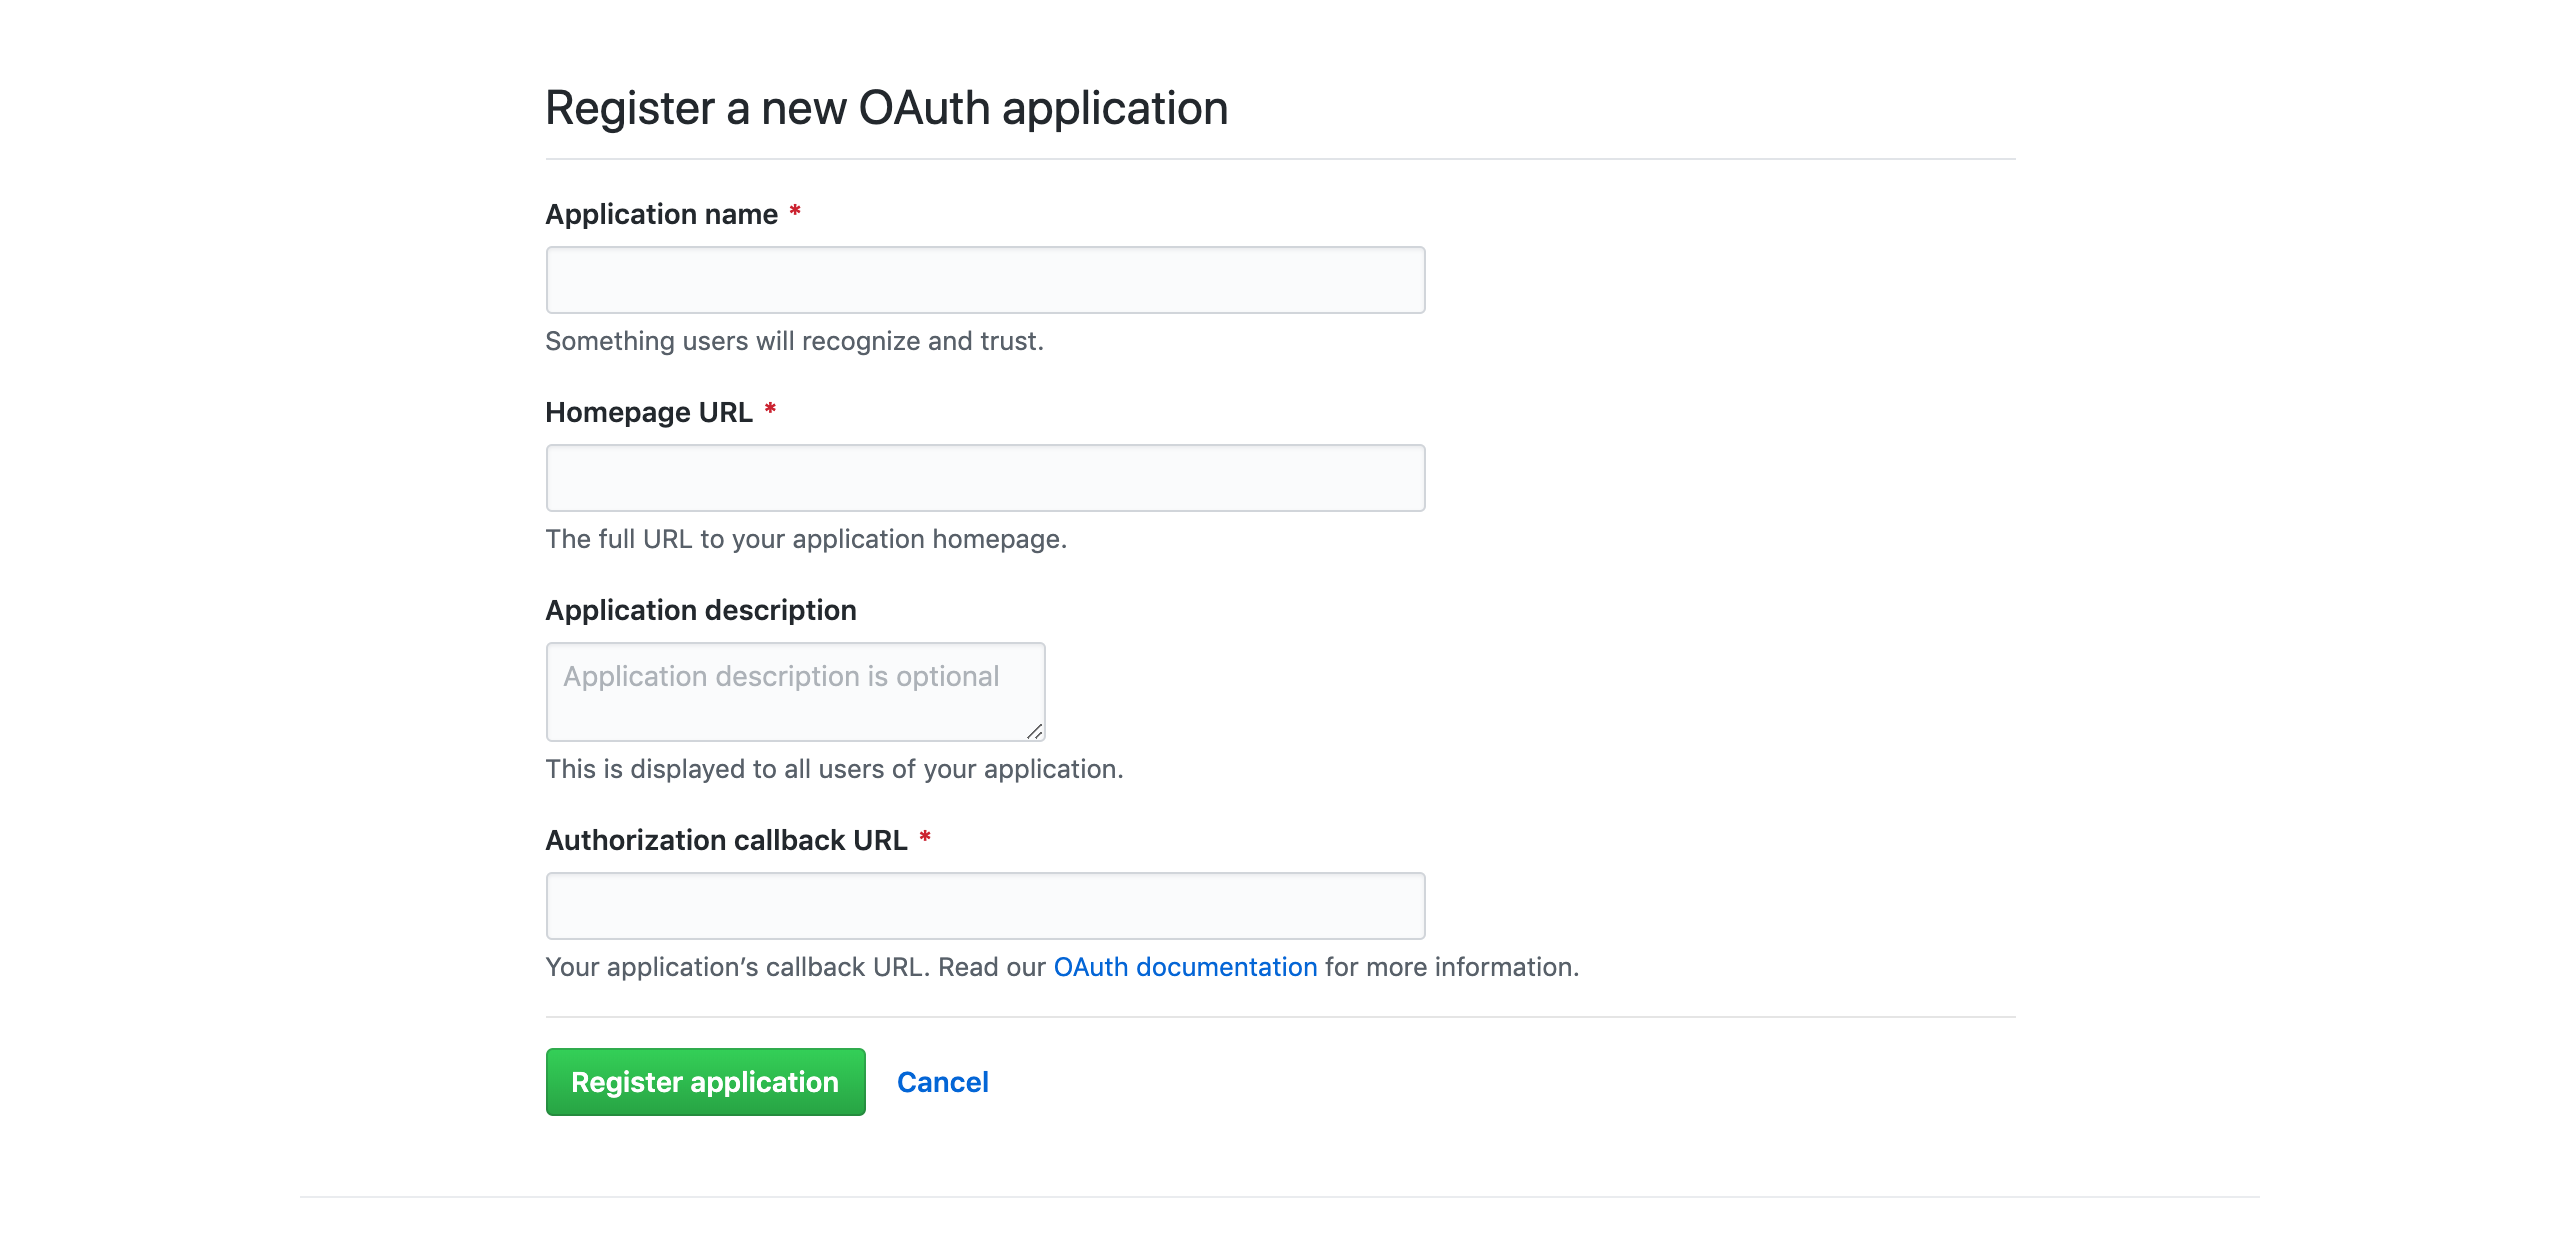 Register a new OAuth application
Application name *
Something users will recognize and trust.
Homepage URL *
The full URL to your application homepage.
Application description
Application description is optional
This is displayed to all users of your application.
Authorization callback URL *
Your application’s callback URL. Read our OAuth documentation for more information.
Register application Cancel